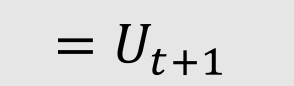 = U_{t+1}